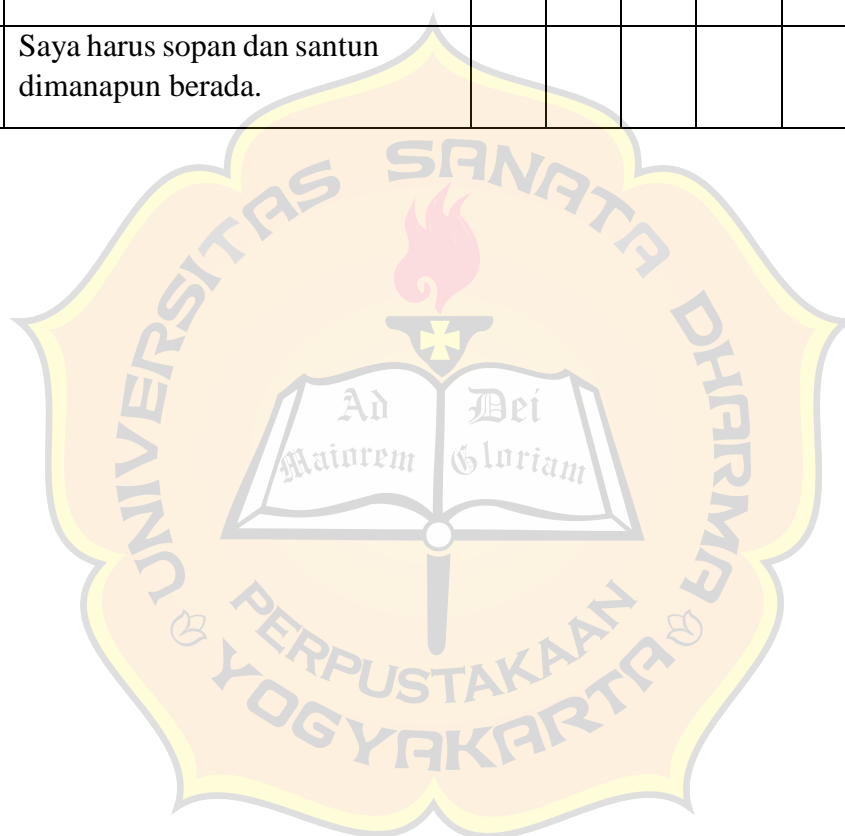 Saya harus sopan dan santun
dimanapun berada.
UNIVERSITAS SANATA DHARMA
Ad
Maiorem
Dei
Gloriam
PERPUSTAKAAN
YOGYAKARTA